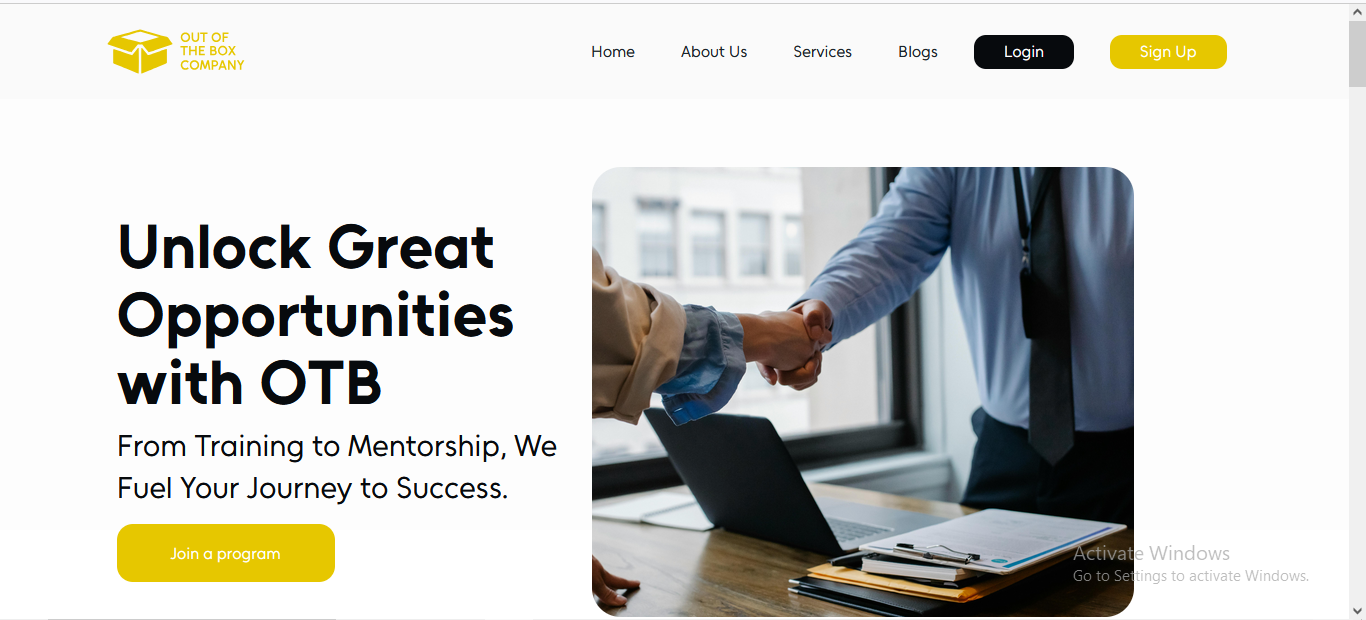 OUT OF
THE BOX
COMPANY
Home About Us Services Blogs Login Sign Up
Unlock Great
Opportunities
with OTB
From Training to Mentorship, We
Fuel Your Journey to Success.
Join a program
Activate Windows
Go to Settings to activate Windows.